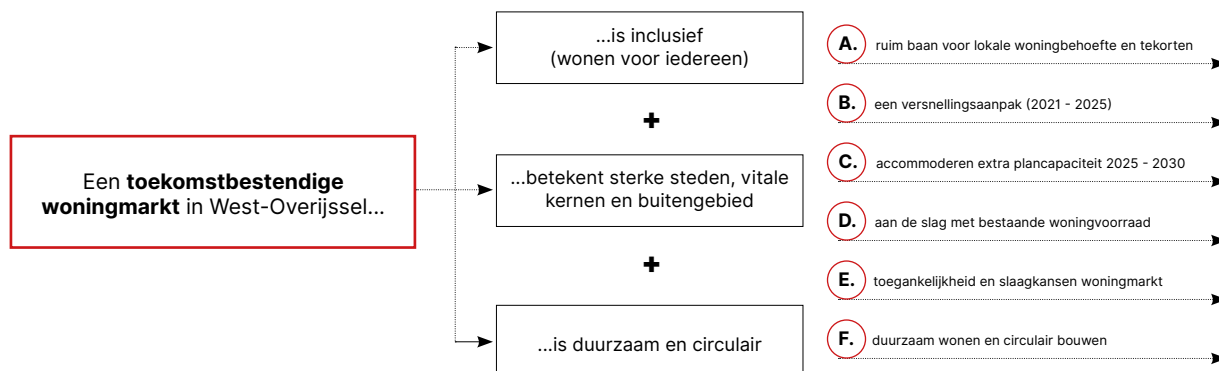 Een toekomstbestendige
woningmarkt in West-Overijssel...
...is inclusief
(wonen voor iedereen)
+
...betekent sterke steden, vitale
kernen en buitengebied
+
...is duurzaam en circulair
A. ruim baan voor lokale woningbehoefte en tekorten
B. een versnellingsaanpak (2021 - 2025)
C. accommoderen extra plancapaciteit 2025 - 2030
D. aan de slag met bestaande woningvoorraad
E. toegankelijkheid en slaagkansen woningmarkt
F. duurzaam wonen en circulair bouwen